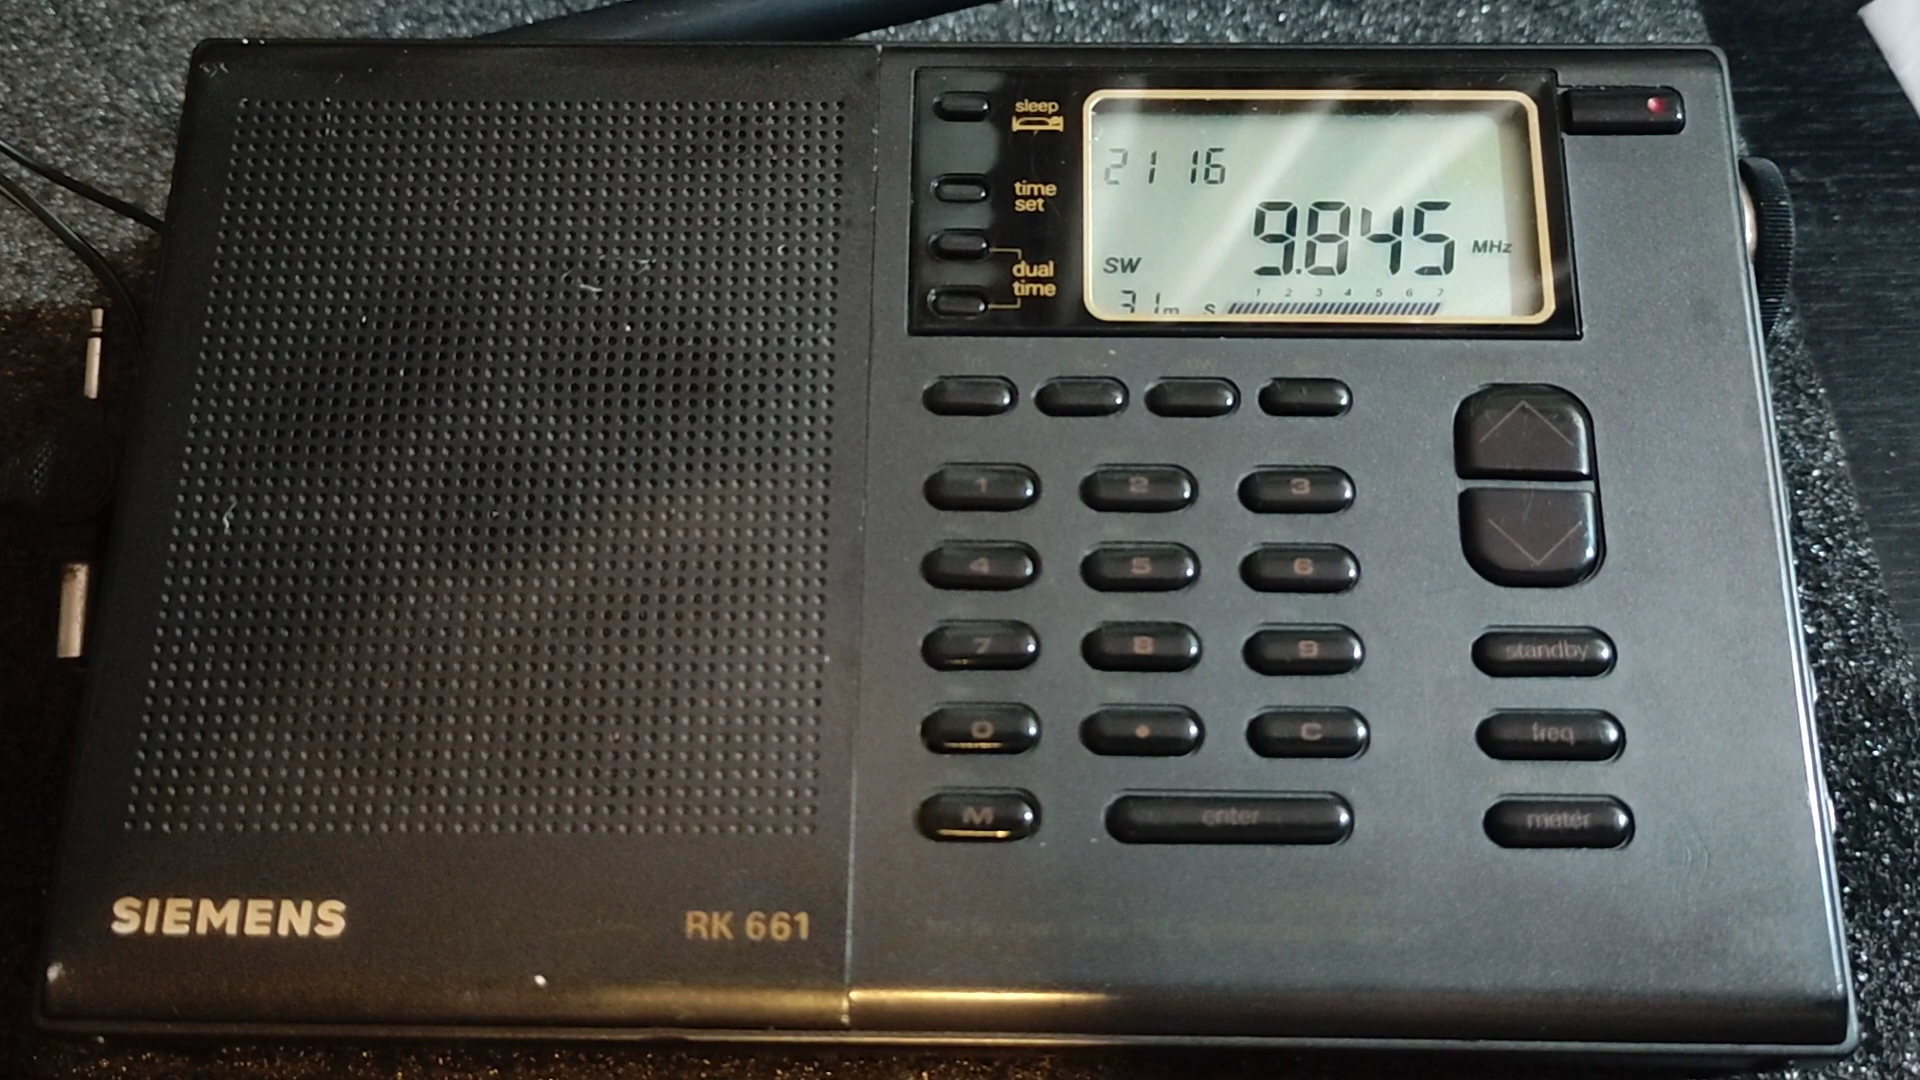 sleep
time
set
dual
time
21 16
9.845 MHz
SW
1 2 3 4 5 6 7
31m S
1 2 3
4 5 6
7 8 9
0 • C
M enter
standby
freq
meter
SIEMENS
RK 661